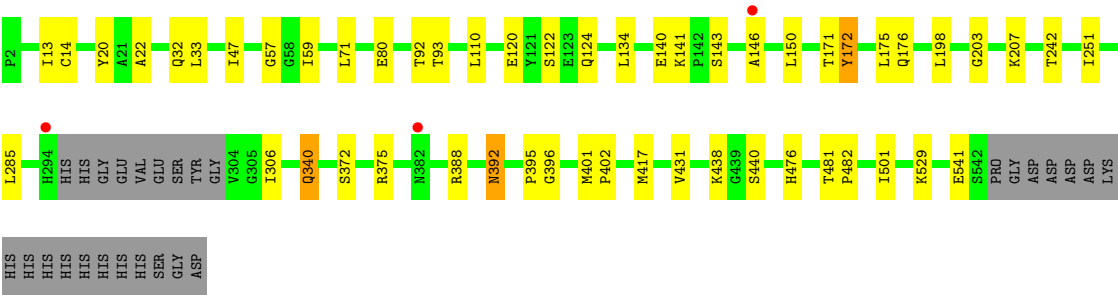 P2 I13 C14 Y20 A21 A22 Q32 L33 I47 G57 G58 I59 L71 E80 T92 T93 L110 E120 Y121 S122 E123 Q124 L134 E140 K141 P142 S143 A146 L150 T171 Y172 L175 Q176 L198 G203 K207 T242 I251
L285 H294 HIS HIS GLY GLU VAL GLU SER TYR GLY V304 G305 I306 Q340 S372 R375 N382 R388 N392 P395 G396 M401 P402 M417 V431 K438 G439 S440 H476 T481 P482 I501 K529 E541 S542 PRO GLY ASP ASP ASP ASP LYS
HIS HIS HIS HIS HIS HIS HIS HIS SER GLY ASP